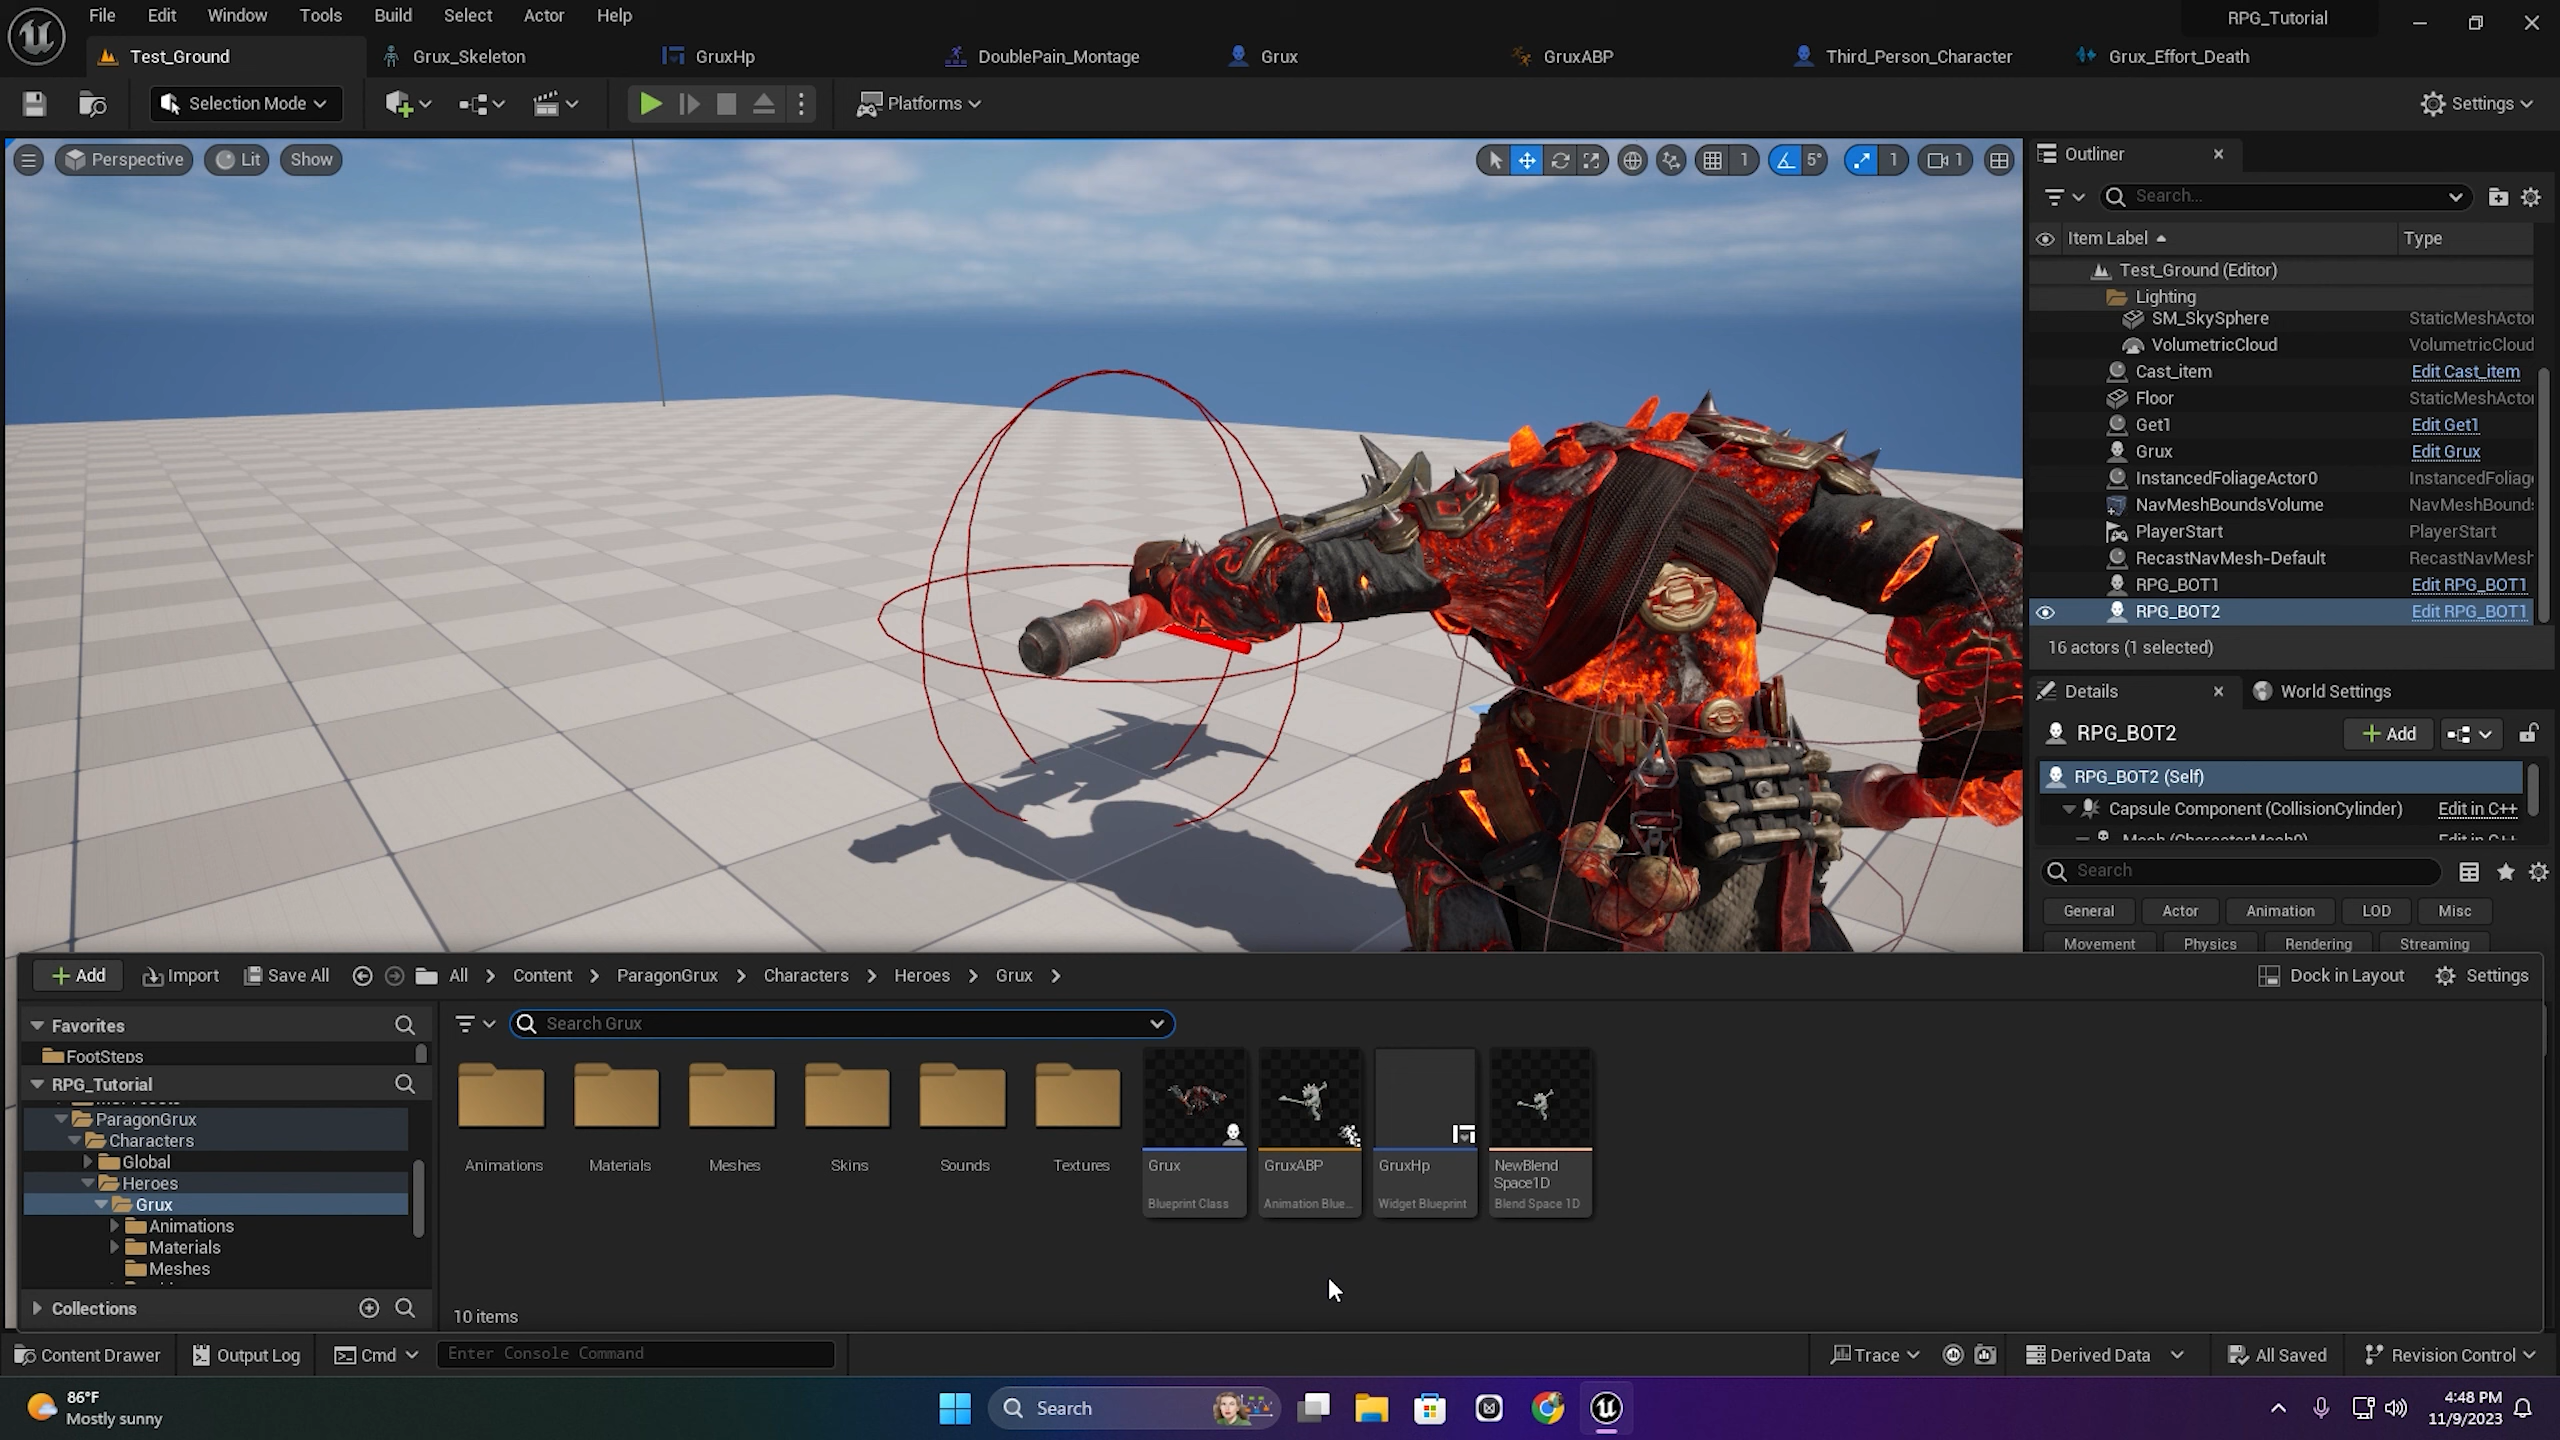 File Edit Window Tools Build Select Actor Help
RPG_Tutorial
Test_Ground Grux_Skeleton GruxHp DoublePain_Montage Grux GruxABP Third_Person_Character Grux_Effort_Death
Selection Mode Platforms Settings
Perspective Lit Show 1 5° 1 1
Outliner
Search...
Item Label Type
Test_Ground (Editor)
Lighting
SM_SkySphere StaticMeshActor
VolumetricCloud VolumetricCloud
Cast_item Edit Cast_item
Floor StaticMeshActor
Get1 Edit Get1
Grux Edit Grux
InstancedFoliageActor0 InstancedFoliage
NavMeshBoundsVolume NavMeshBounds
PlayerStart PlayerStart
RecastNavMesh-Default RecastNavMesh
RPG_BOT1 Edit RPG_BOT1
RPG_BOT2 Edit RPG_BOT1
16 actors (1 selected)
Details World Settings
RPG_BOT2 Add
RPG_BOT2 (Self)
Capsule Component (CollisionCylinder) Edit in C++
Mesh (CharacterMesh0) Edit in C++
Search
General Actor Animation LOD Misc
Movement Physics Rendering Streaming
Add Import Save All All Content ParagonGrux Characters Heroes Grux Dock in Layout Settings
Favorites
Search Grux
FootSteps
RPG_Tutorial
ParagonGrux
Characters
Global
Heroes
Grux
Animations
Materials
Meshes
Collections
Animations Materials Meshes Skins Sounds Textures Grux GruxABP GruxHp NewBlend
Space1D
Blueprint Class Animation Blue... Widget Blueprint Blend Space 1D
10 items
Content Drawer Output Log Cmd Enter Console Command Trace Derived Data All Saved Revision Control
86°F
Mostly sunny
Search
4:48 PM
11/9/2023